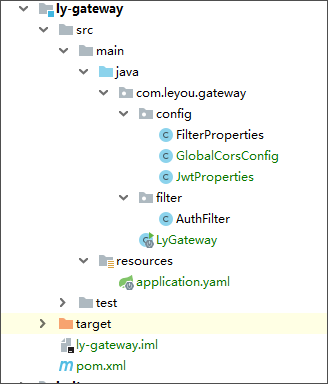 ly-gateway
src
main
java
com.leyou.gateway
config
FilterProperties
GlobalCorsConfig
JwtProperties
filter
AuthFilter
LyGateway
resources
application.yaml
test
target
ly-gateway.iml
pom.xml